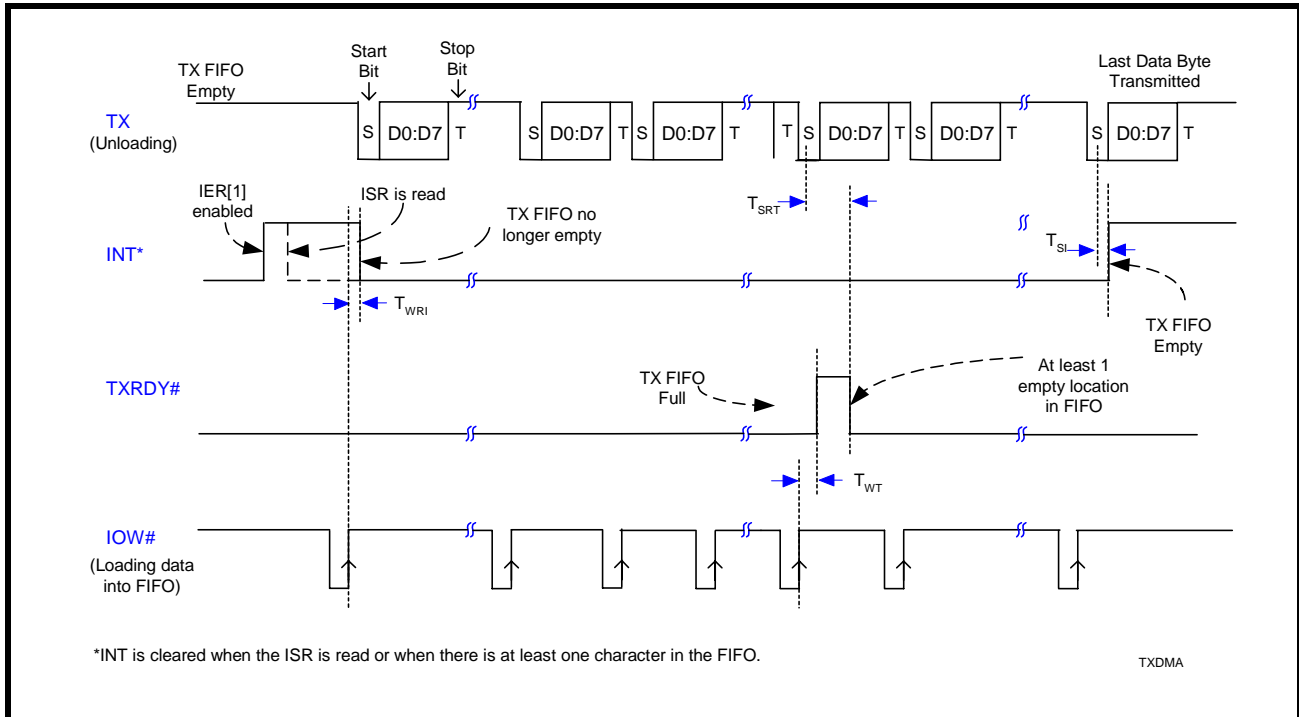 Start
Bit
Stop
Bit
TX FIFO
Empty
Last Data Byte
Transmitted
TX
(Unloading)
S D0:D7 T S D0:D7 T S D0:D7 T T S D0:D7 T S D0:D7 T S D0:D7 T
IER[1]
enabled
ISR is read
TX FIFO no
longer empty
TSRT
TSI
INT*
TWRI
TX FIFO
Empty
TXRDY#
TX FIFO
Full
At least 1
empty location
in FIFO
TWT
IOW#
(Loading data
into FIFO)
*INT is cleared when the ISR is read or when there is at least one character in the FIFO.
TXDMA